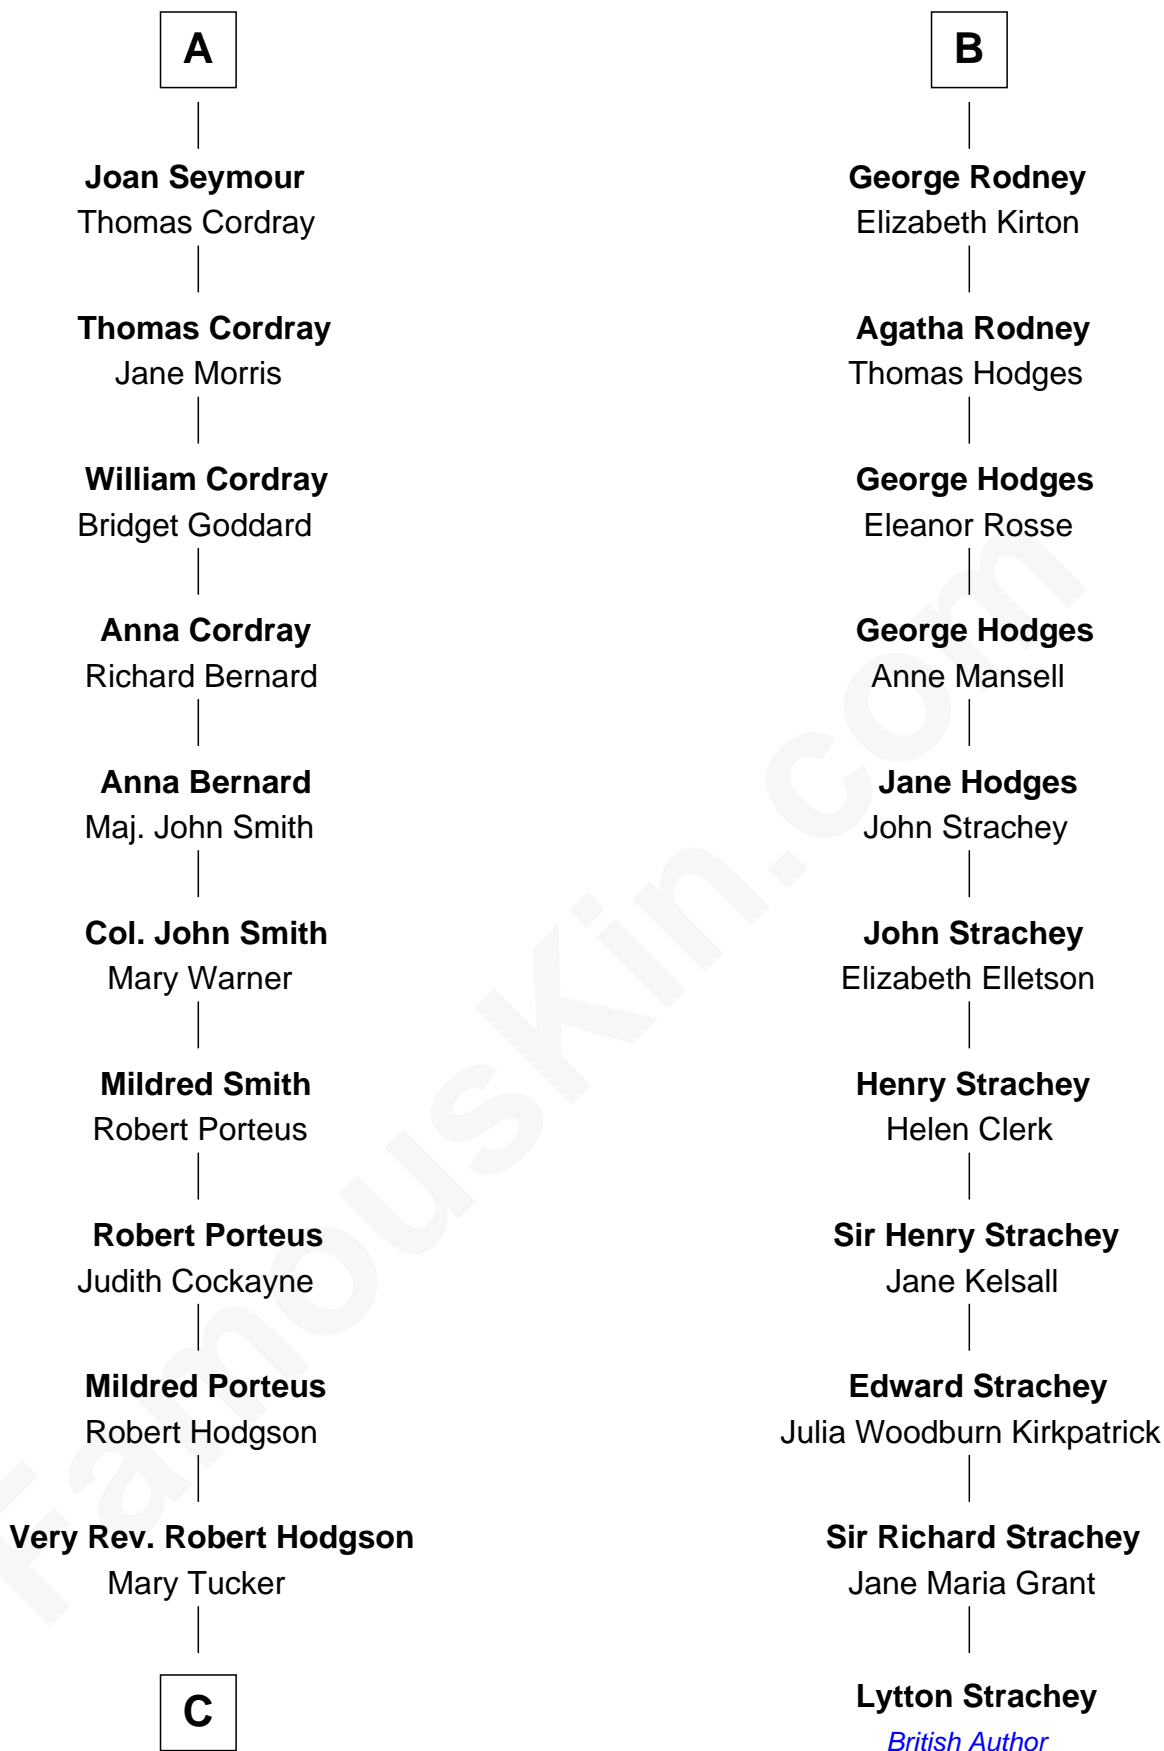 A
Joan Seymour
Thomas Cordray
Thomas Cordray
Jane Morris
William Cordray
Bridget Goddard
Anna Cordray
Richard Bernard
Anna Bernard
Maj. John Smith
Col. John Smith
Mary Warner
Mildred Smith
Robert Porteus
Robert Porteus
Judith Cockayne
Mildred Porteus
Robert Hodgson
Very Rev. Robert Hodgson
Mary Tucker
C
B
George Rodney
Elizabeth Kirton
Agatha Rodney
Thomas Hodges
George Hodges
Eleanor Rosse
George Hodges
Anne Mansell
Jane Hodges
John Strachey
John Strachey
Elizabeth Elletson
Henry Strachey
Helen Clerk
Sir Henry Strachey
Jane Kelsall
Edward Strachey
Julia Woodburn Kirkpatrick
Sir Richard Strachey
Jane Maria Grant
Lytton Strachey
British Author
FamousKin.com